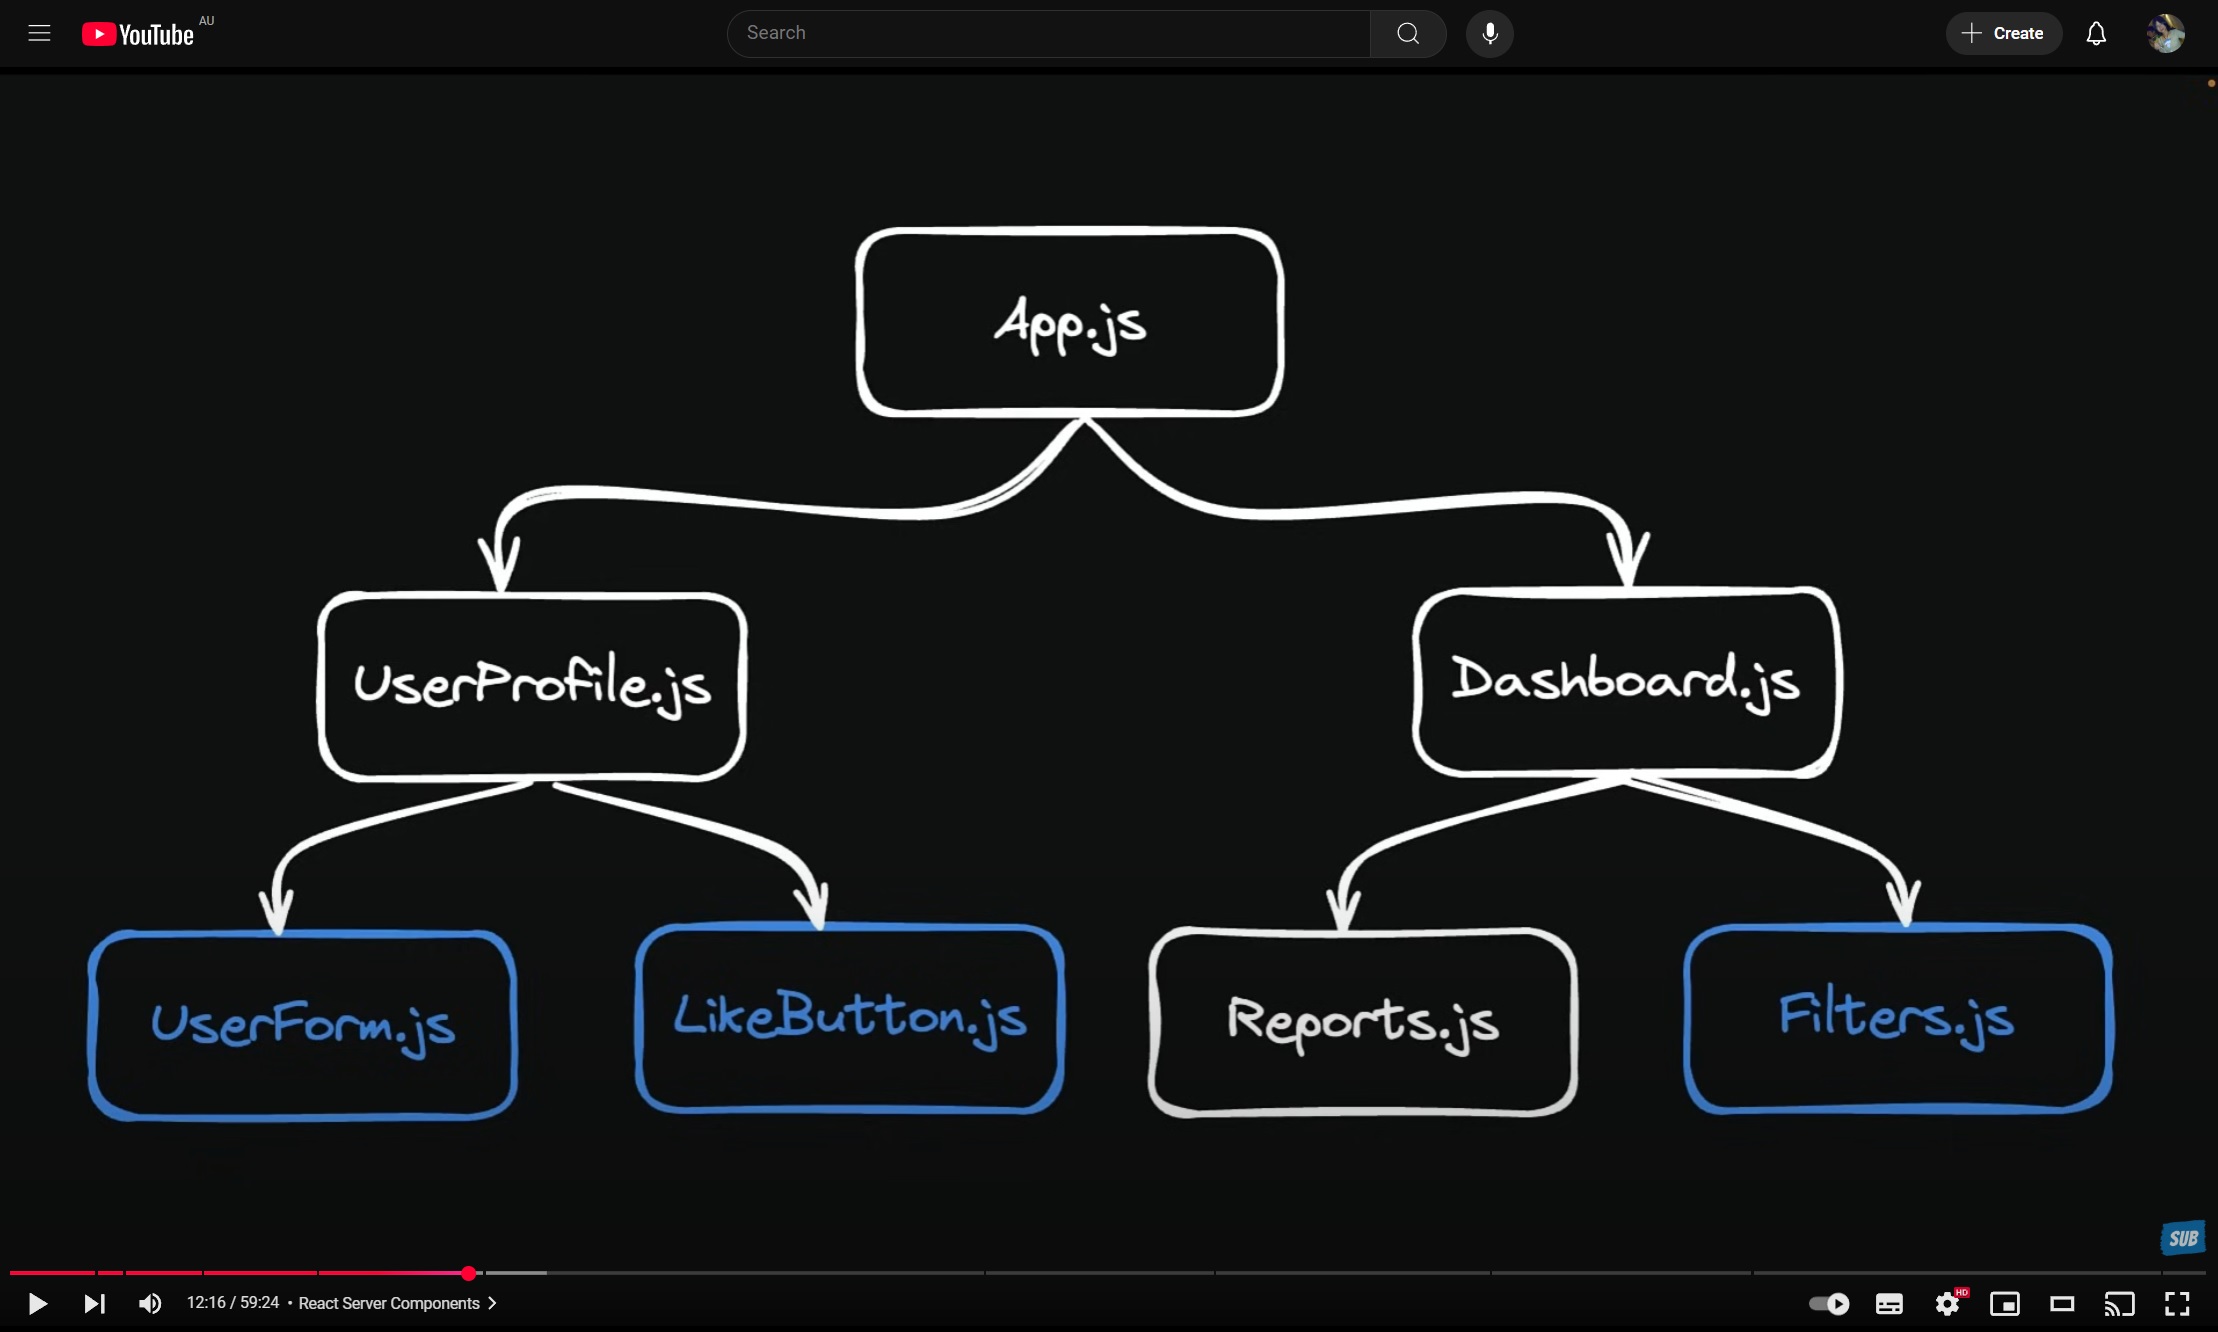 YouTube AU
Search
Create
App.js
UserProfile.js
Dashboard.js
UserForm.js
LikeButton.js
Reports.js
Filters.js
SUB
12:16 / 59:24 • React Server Components
HD